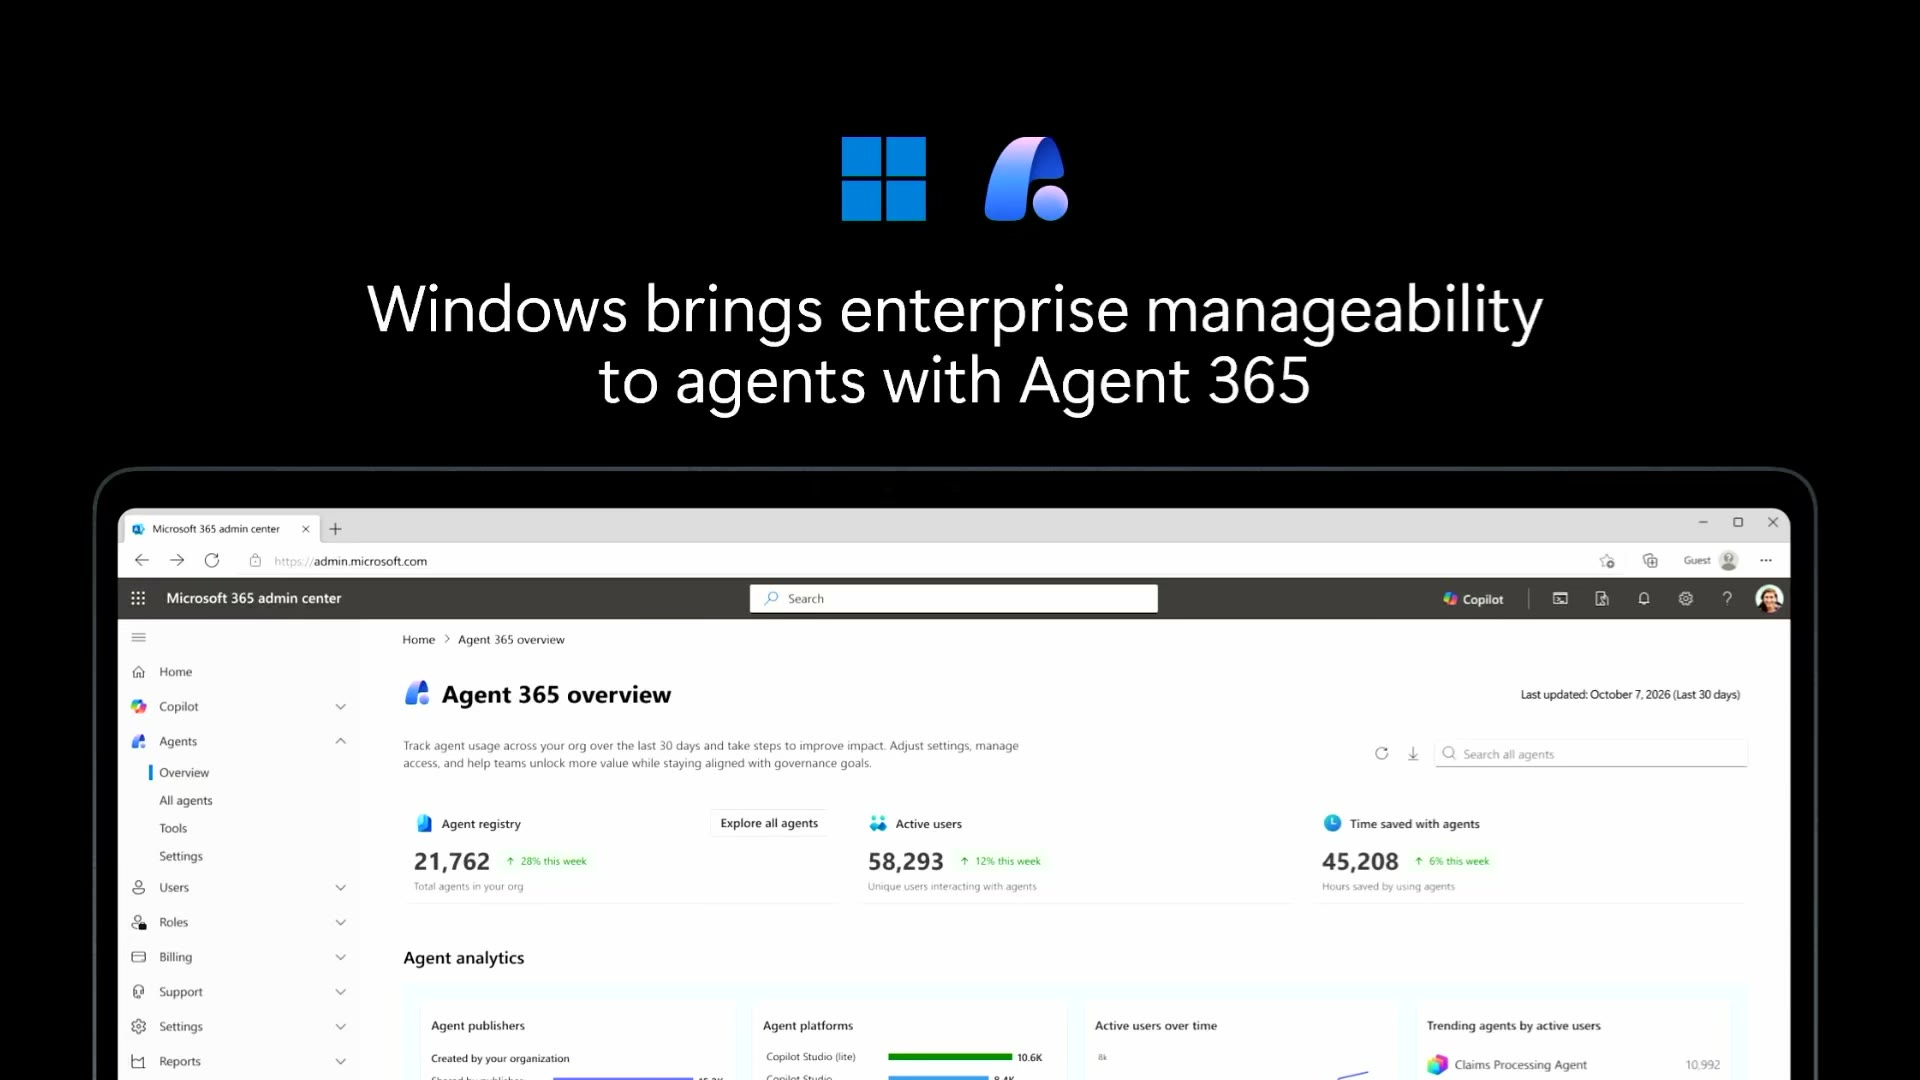 Windows brings enterprise manageability
to agents with Agent 365
Microsoft 365 admin center
https://admin.microsoft.com
Guest
Microsoft 365 admin center
Search
Copilot
Home
Copilot
Agents
Overview
All agents
Tools
Settings
Users
Roles
Billing
Support
Settings
Reports
Home > Agent 365 overview
Agent 365 overview
Last updated: October 7, 2026 (Last 30 days)
Track agent usage across your org over the last 30 days and take steps to improve impact. Adjust settings, manage
access, and help teams unlock more value while staying aligned with governance goals.
Search all agents
Agent registry
Explore all agents
21,762 ↑ 28% this week
Total agents in your org
Active users
58,293 ↑ 12% this week
Unique users interacting with agents
Time saved with agents
45,208 ↑ 6% this week
Hours saved by using agents
Agent analytics
Agent publishers
Created by your organization
Agent platforms
Copilot Studio (lite) 10.6K
Copilot Studio
Active users over time
8k
Trending agents by active users
Claims Processing Agent 10,992